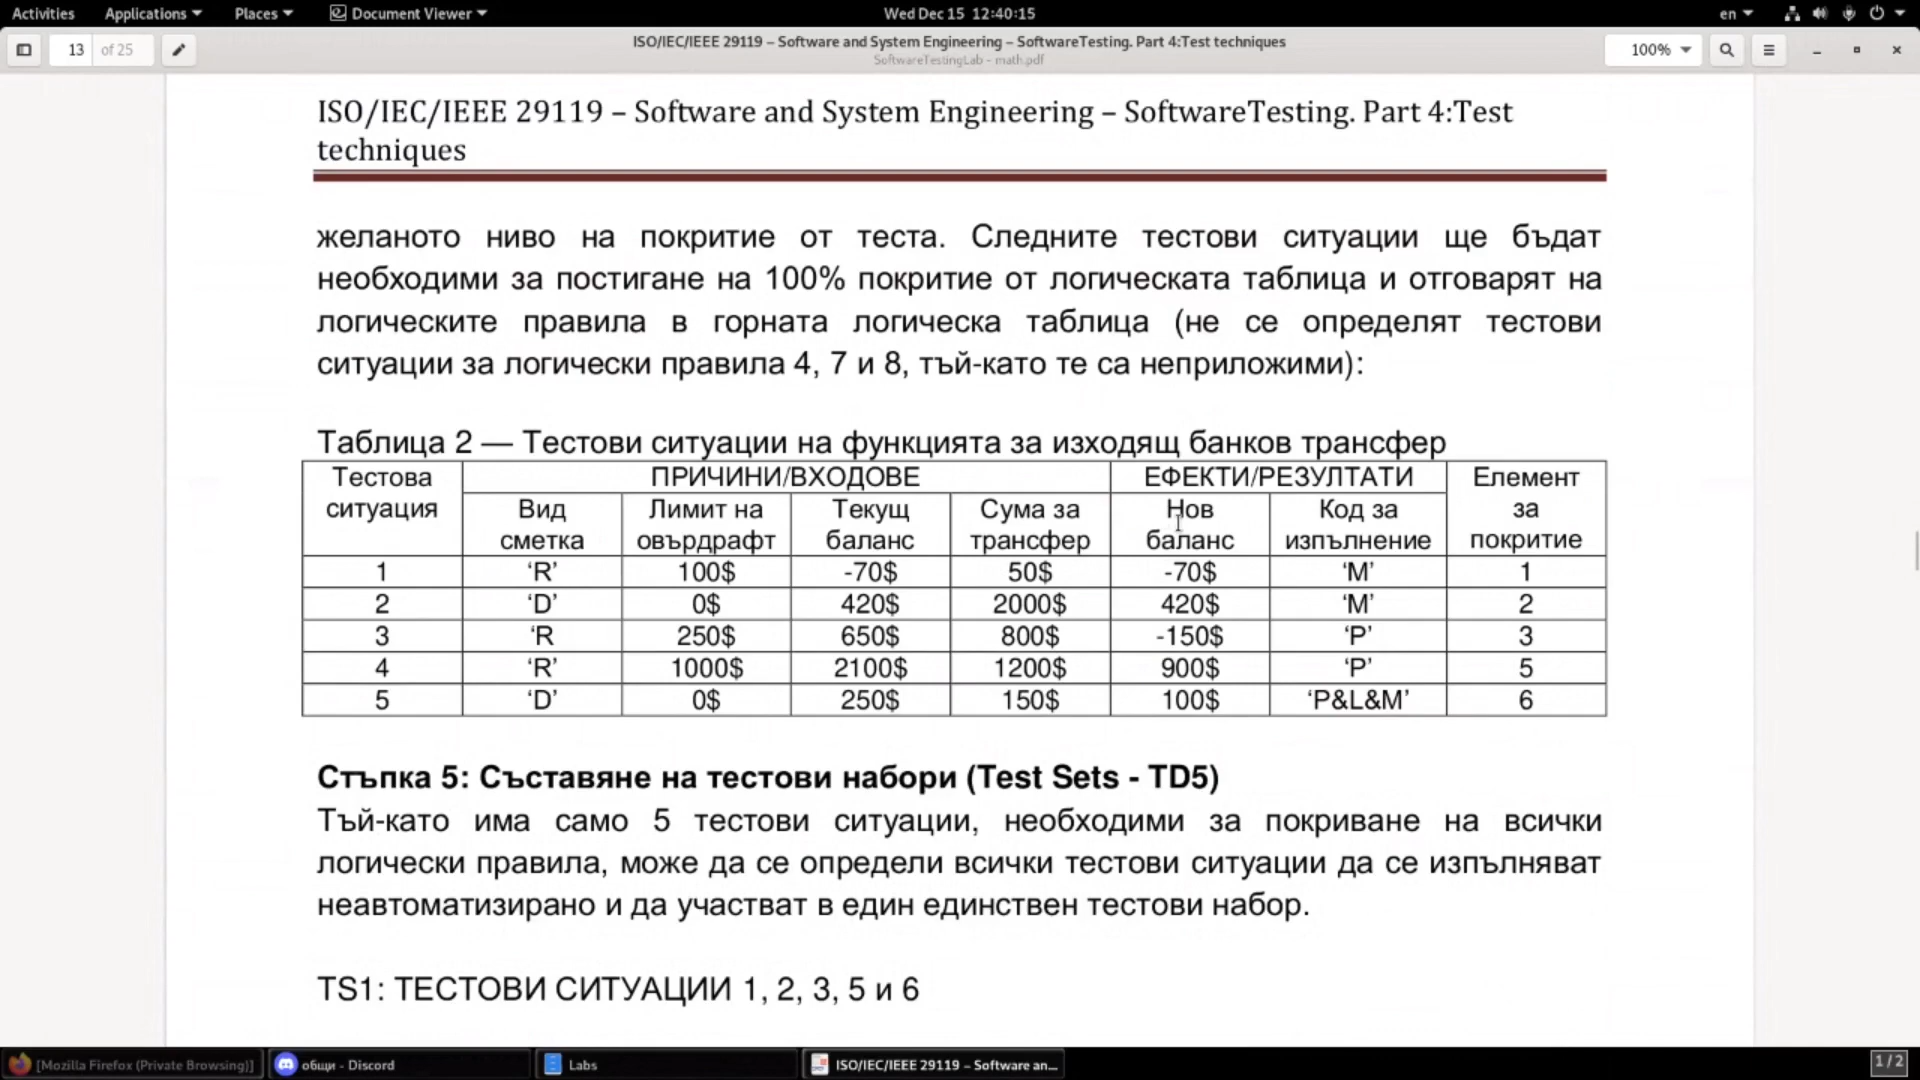 Activities Applications Places Document Viewer Wed Dec 15 12:40:15 en
13 of 25 ISO/IEC/IEEE 29119 – Software and System Engineering – SoftwareTesting. Part 4:Test techniques 100%
SoftwareTestingLab - math.pdf
ISO/IEC/IEEE 29119 – Software and System Engineering – SoftwareTesting. Part 4:Test
techniques
желаното ниво на покритие от теста. Следните тестови ситуации ще бъдат
необходими за постигане на 100% покритие от логическата таблица и отговарят на
логическите правила в горната логическа таблица (не се определят тестови
ситуации за логически правила 4, 7 и 8, тъй-като те са неприложими):
Таблица 2 — Тестови ситуации на функцията за изходящ банков трансфер
Тестова ситуация ПРИЧИНИ/ВХОДОВЕ ЕФЕКТИ/РЕЗУЛТАТИ Елемент за покритие
Вид сметка Лимит на овърдрафт Текущ баланс Сума за трансфер Нов баланс Код за изпълнение
1 ‘R’ 100$ -70$ 50$ -70$ ‘M’ 1
2 ‘D’ 0$ 420$ 2000$ 420$ ‘M’ 2
3 ‘R 250$ 650$ 800$ -150$ ‘P’ 3
4 ‘R’ 1000$ 2100$ 1200$ 900$ ‘P’ 5
5 ‘D’ 0$ 250$ 150$ 100$ ‘P&L&M’ 6
Стъпка 5: Съставяне на тестови набори (Test Sets - TD5)
Тъй-като има само 5 тестови ситуации, необходими за покриване на всички
логически правила, може да се определи всички тестови ситуации да се изпълняват
неавтоматизирано и да участват в един единствен тестови набор.
TS1: ТЕСТОВИ СИТУАЦИИ 1, 2, 3, 5 и 6
[Mozilla Firefox (Private Browsing)] общи - Discord Labs ISO/IEC/IEEE 29119 – Software an... 1 / 2